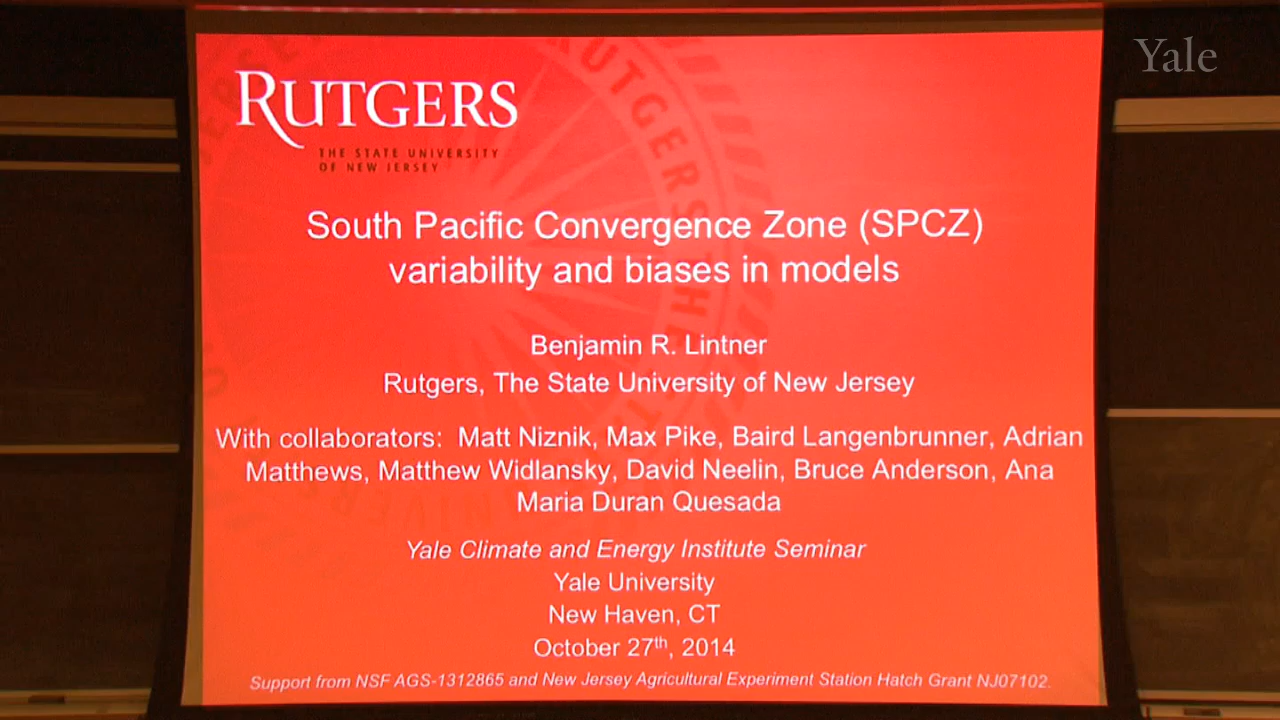 Yale
RUTGERS
THE STATE UNIVERSITY
OF NEW JERSEY
South Pacific Convergence Zone (SPCZ)
variability and biases in models
Benjamin R. Lintner
Rutgers, The State University of New Jersey
With collaborators: Matt Niznik, Max Pike, Baird Langenbrunner, Adrian
Matthews, Matthew Widlansky, David Neelin, Bruce Anderson, Ana
Maria Duran Quesada
Yale Climate and Energy Institute Seminar
Yale University
New Haven, CT
October 27th, 2014
Support from NSF AGS-1312865 and New Jersey Agricultural Experiment Station Hatch Grant NJ07102.